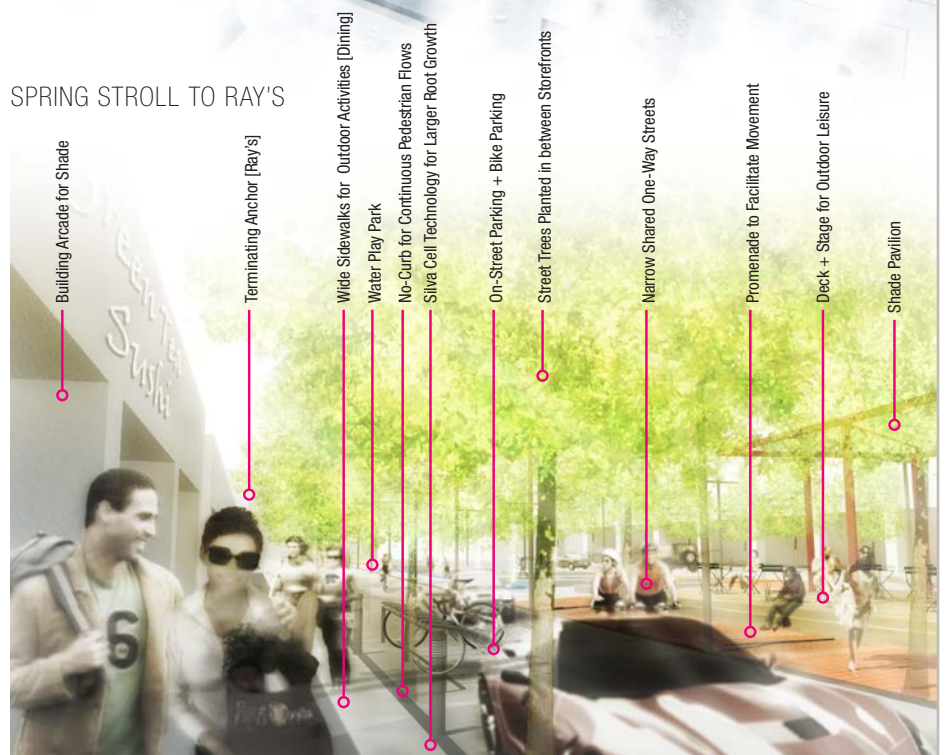 SPRING STROLL TO RAY'S
Building Arcade for Shade
Terminating Anchor [Ray's]
Wide Sidewalks for Outdoor Activities [Dining]
Water Play Park
No-Curb for Continuous Pedestrian Flows
Silva Cell Technology for Larger Root Growth
On-Street Parking + Bike Parking
Street Trees Planted in between Storefronts
Narrow Shared One-Way Streets
Promenade to Facilitate Movement
Deck + Stage for Outdoor Leisure
Shade Pavilion
Sushi
6